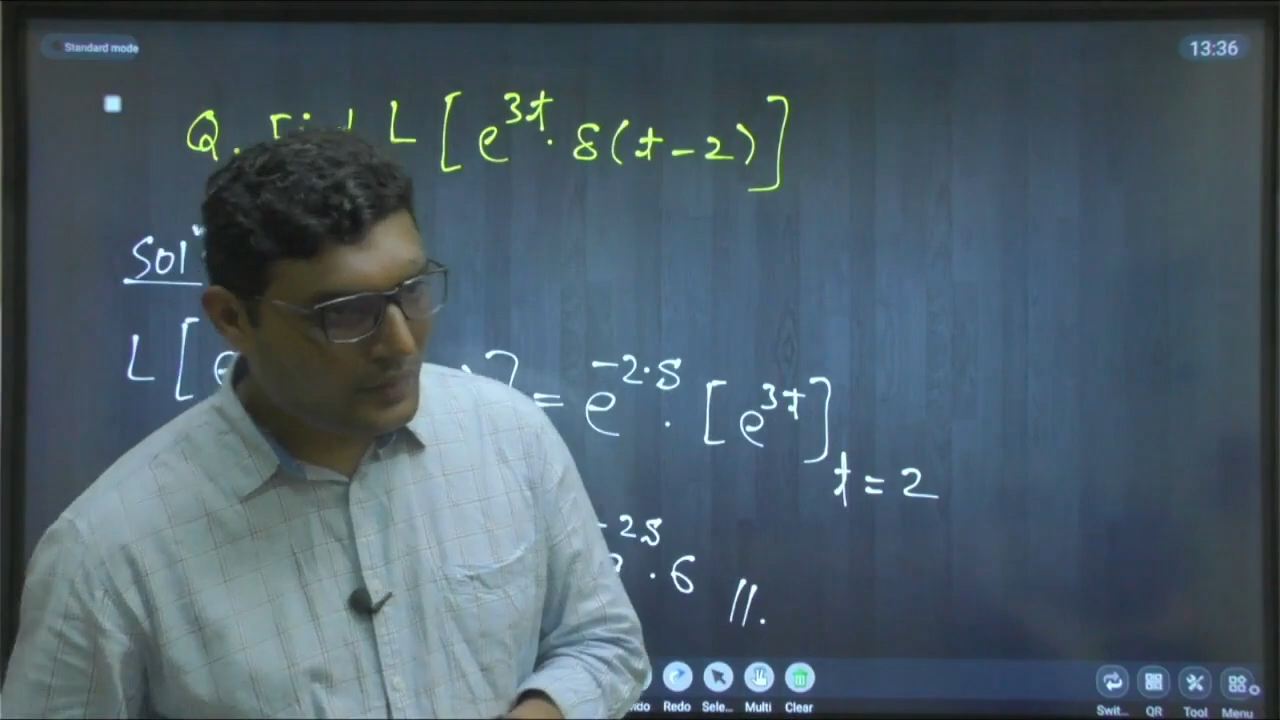 Standard mode
13:36
Q. L [e^3t . δ(t-2)]
Sol^n
L [e ] = e^-2.s . [e^3t] t=2
-2s . 6 //.
Redo Sele... Multi Clear Swit... QR Tool Menu